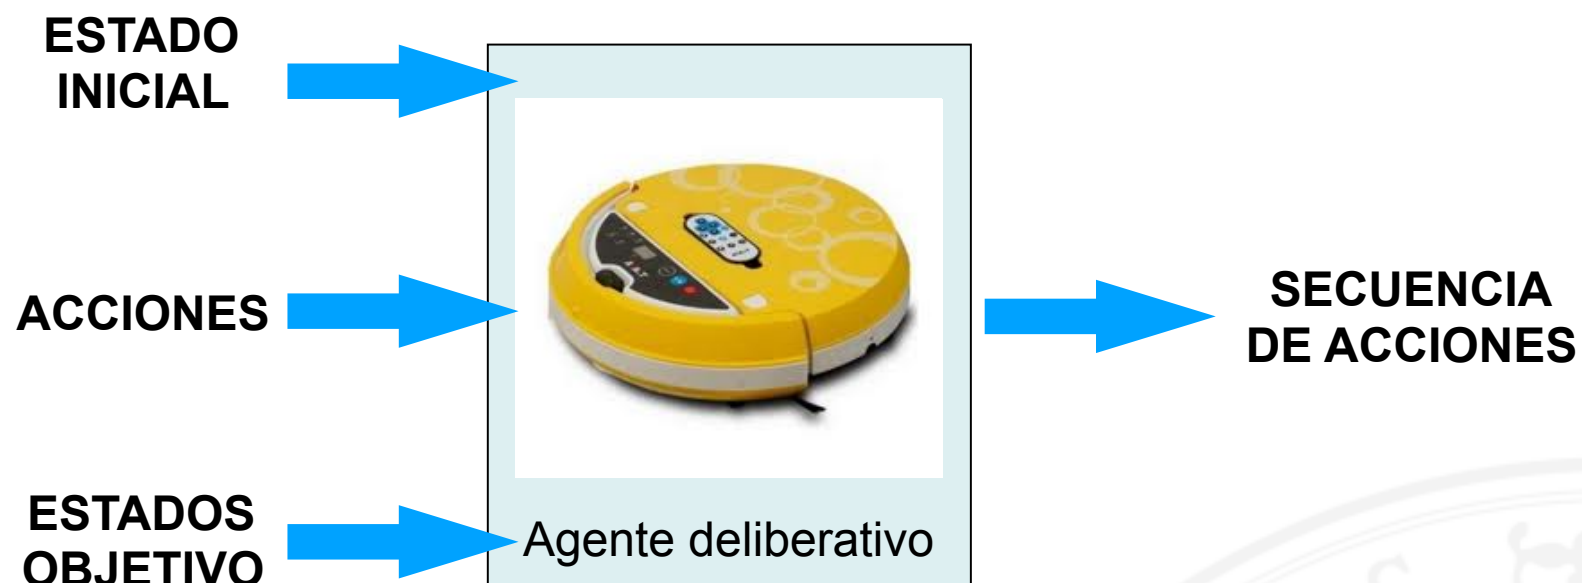 ESTADO
INICIAL
ACCIONES
ESTADOS
OBJETIVO
Agente deliberativo
SECUENCIA
DE ACCIONES